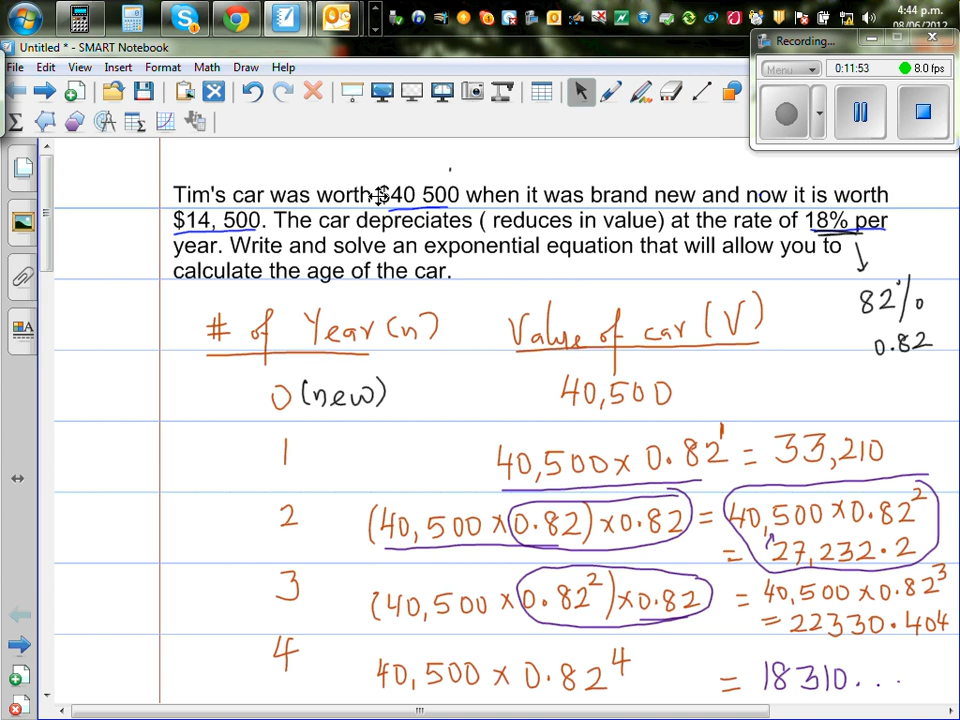 4:44 p.m.
08/06/2012
Untitled * - SMART Notebook
Recording...
File Edit View Insert Format Math Draw Help
Menu
0:11:53 8.0 fps
Tim's car was worth $40 500 when it was brand new and now it is worth
$14, 500. The car depreciates ( reduces in value) at the rate of 18% per
year. Write and solve an exponential equation that will allow you to
calculate the age of the car.
82%
0.82
# of Year (n) Value of car (V)
0 (new) 40,500
1 40,500 x 0.82¹ = 33,210
2 (40,500 x 0.82) x 0.82 = 40,500 x 0.82²
= 27,232.2
3 (40,500 x 0.82²) x 0.82 = 40,500 x 0.82³
= 22330.404
4 40,500 x 0.82⁴ = 18310...